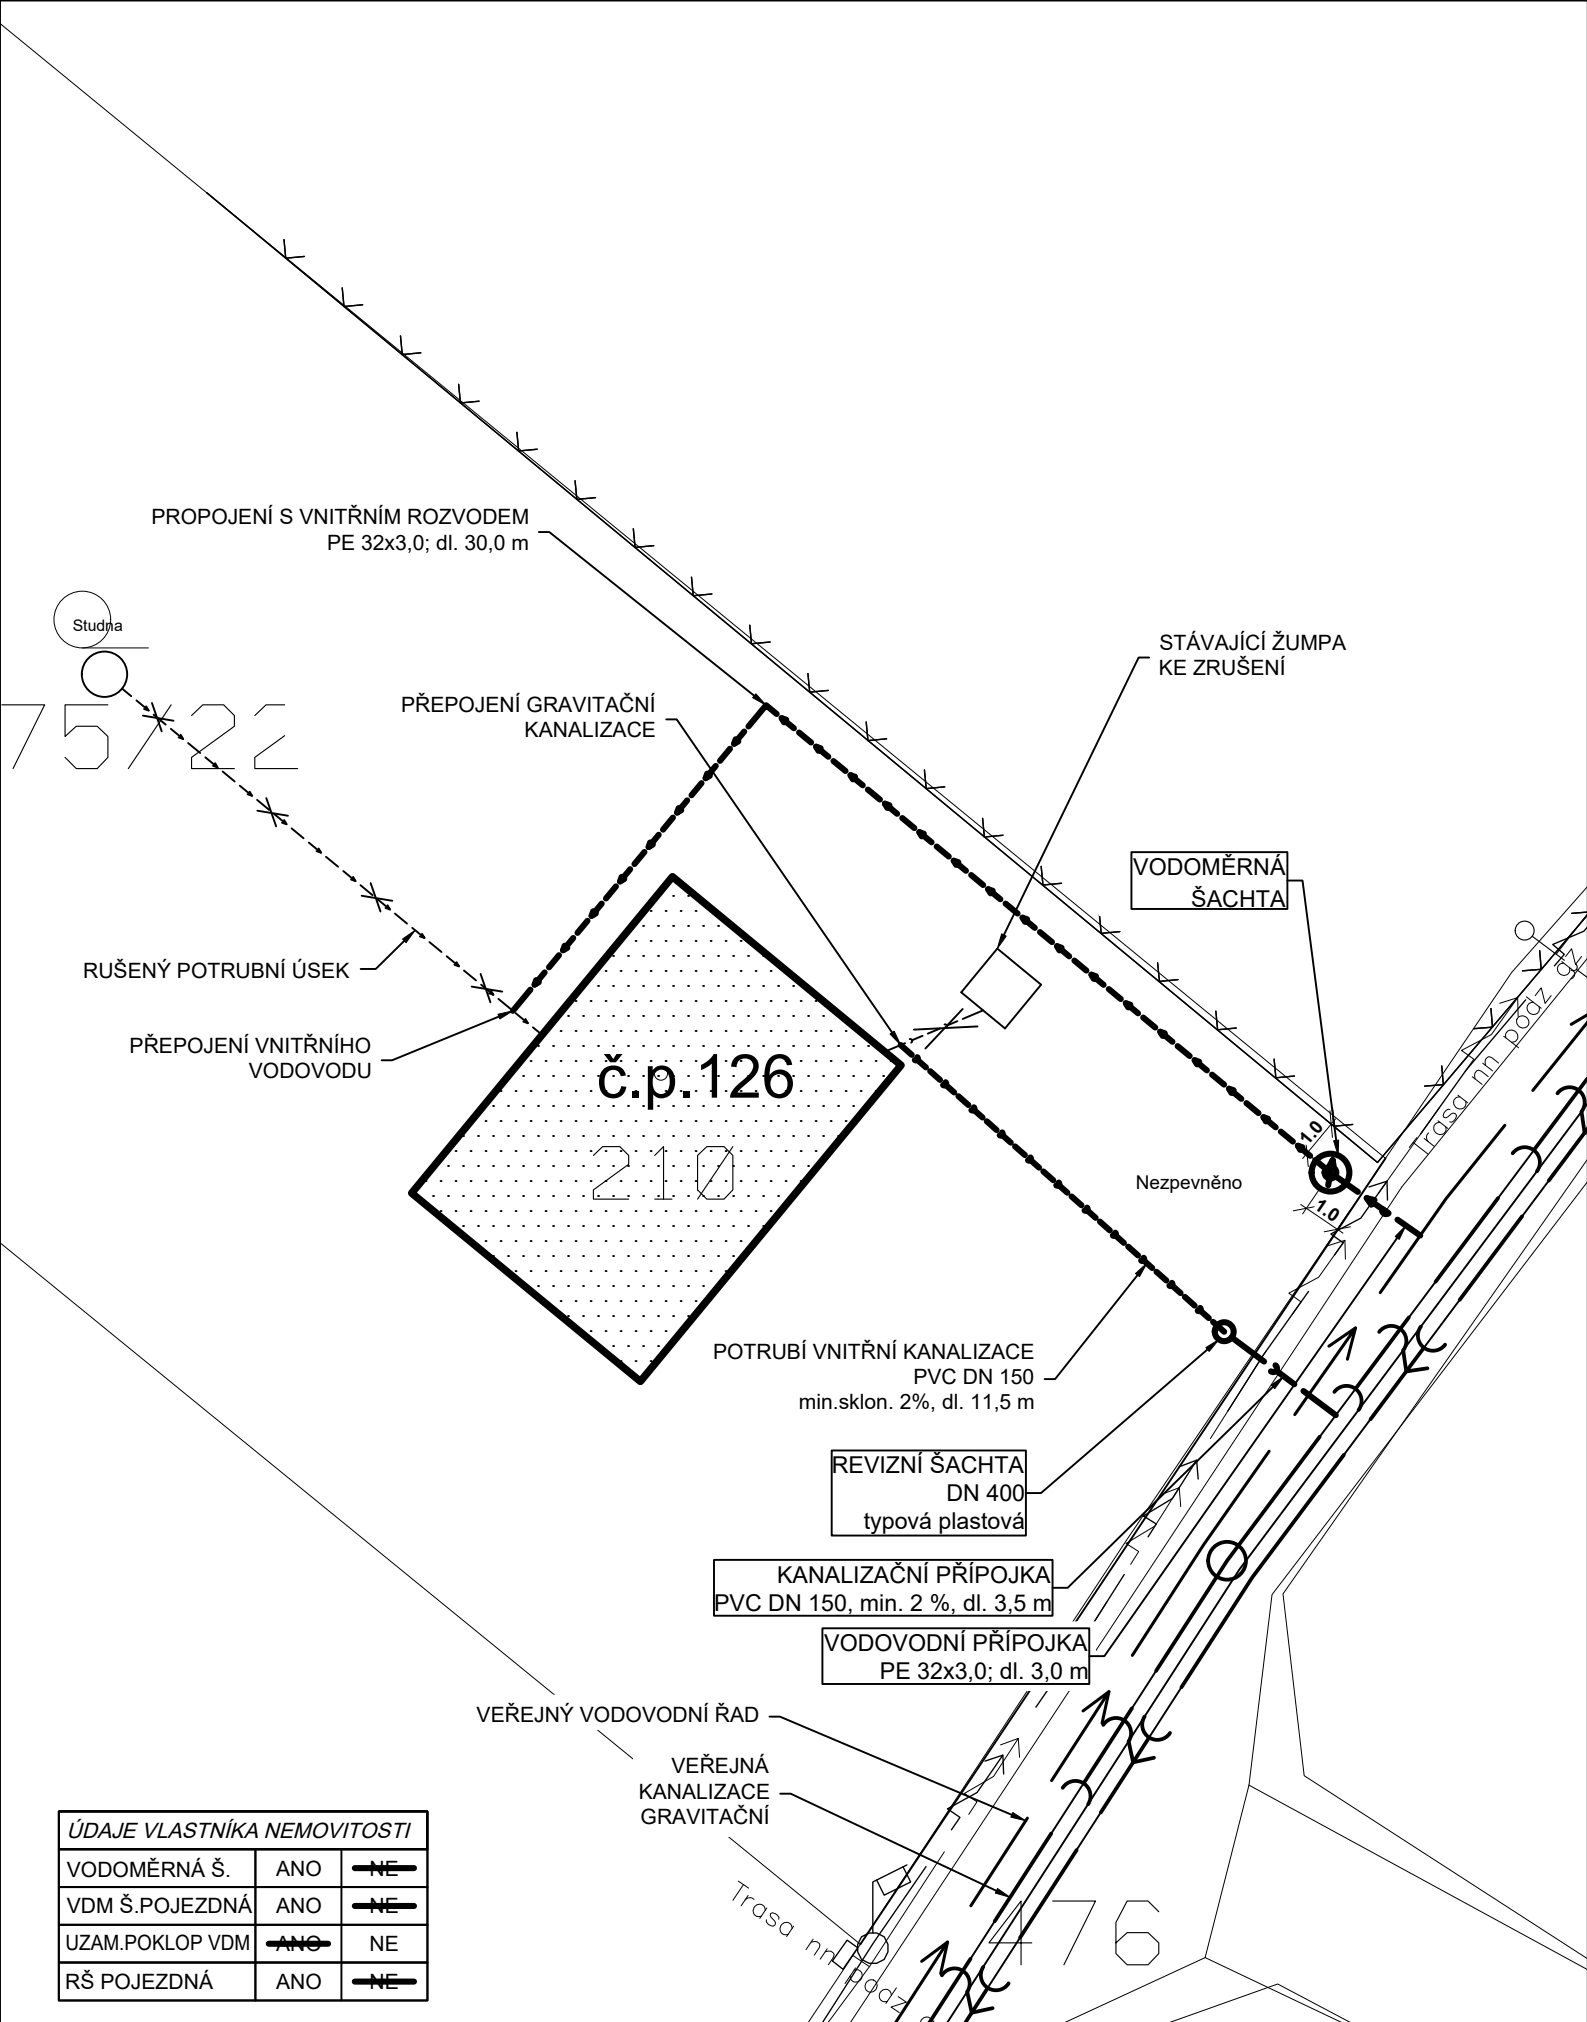 PROPOJENÍ S VNITŘNÍM ROZVODEM
PE 32x3,0; dl. 30,0 m
Studna
STÁVAJÍCÍ ŽUMPA
KE ZRUŠENÍ
75/22
PŘEPOJENÍ GRAVITAČNÍ
KANALIZACE
VODOMĚRNÁ
ŠACHTA
RUŠENÝ POTRUBNÍ ÚSEK
PŘEPOJENÍ VNITŘNÍHO
VODOVODU
č.p.126
210
Trasa nn podz
1.0
Nezpevněno
1.0
POTRUBÍ VNITŘNÍ KANALIZACE
PVC DN 150
min.sklon. 2%, dl. 11,5 m
REVIZNÍ ŠACHTA
DN 400
typová plastová
KANALIZAČNÍ PŘÍPOJKA
PVC DN 150, min. 2 %, dl. 3,5 m
VODOVODNÍ PŘÍPOJKA
PE 32x3,0; dl. 3,0 m
VEŘEJNÝ VODOVODNÍ ŘAD
VEŘEJNÁ
KANALIZACE
GRAVITAČNÍ
Trasa nn podz
476
ÚDAJE VLASTNÍKA NEMOVITOSTI
VODOMĚRNÁ Š. ANO NE
VDM Š.POJEZDNÁ ANO NE
UZAM.POKLOP VDM ANO NE
RŠ POJEZDNÁ ANO NE